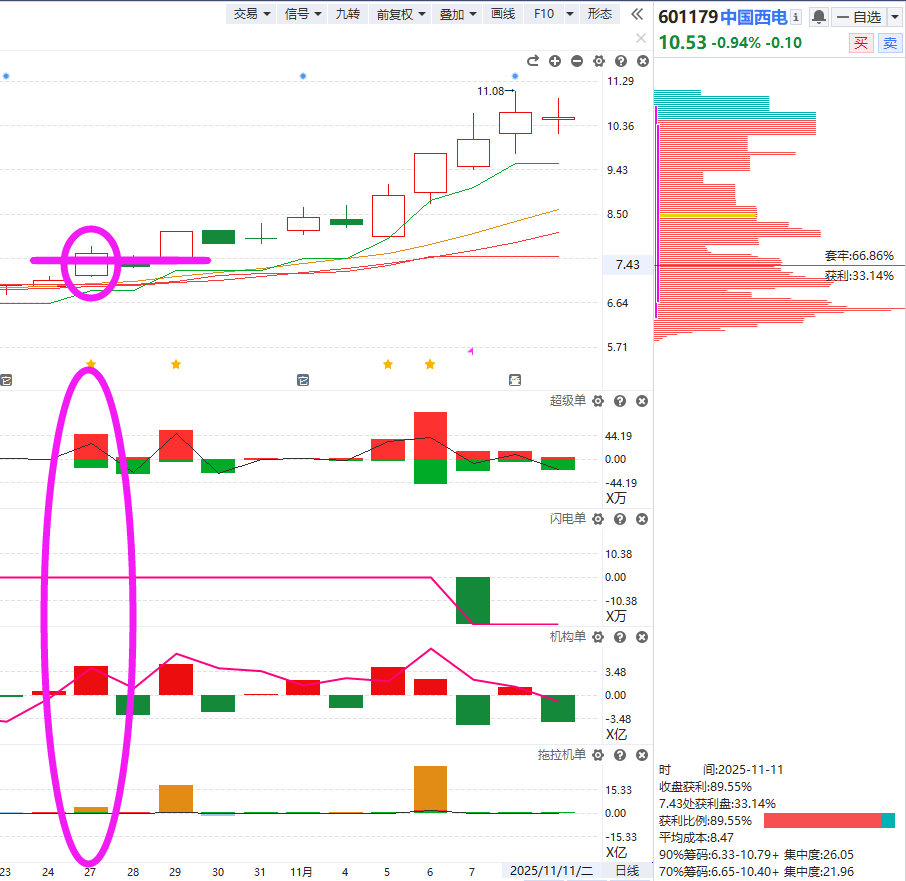 交易 信号 九转 前复权 叠加 画线 F10 形态
601179 中国西电 自选
10.53 -0.94% -0.10 买 卖
11.08
11.29
10.36
9.43
8.50
7.43
6.64
5.71
套牢:66.86%
获利:33.14%
超级单
44.19
0.00
-44.19
X万
闪电单
10.38
0.00
-10.38
X万
机构单
3.48
0.00
-3.48
X亿
拖拉机单
15.33
0.00
-15.33
X亿
23 24 27 28 29 30 31 11月 4 5 6 7 2025/11/11/二 日线
时 间:2025-11-11
收盘获利:89.55%
7.43处获利盘:33.14%
获利比例:89.55%
平均成本:8.47
90%筹码:6.33-10.79+ 集中度:26.05
70%筹码:6.65-10.40+ 集中度:21.96